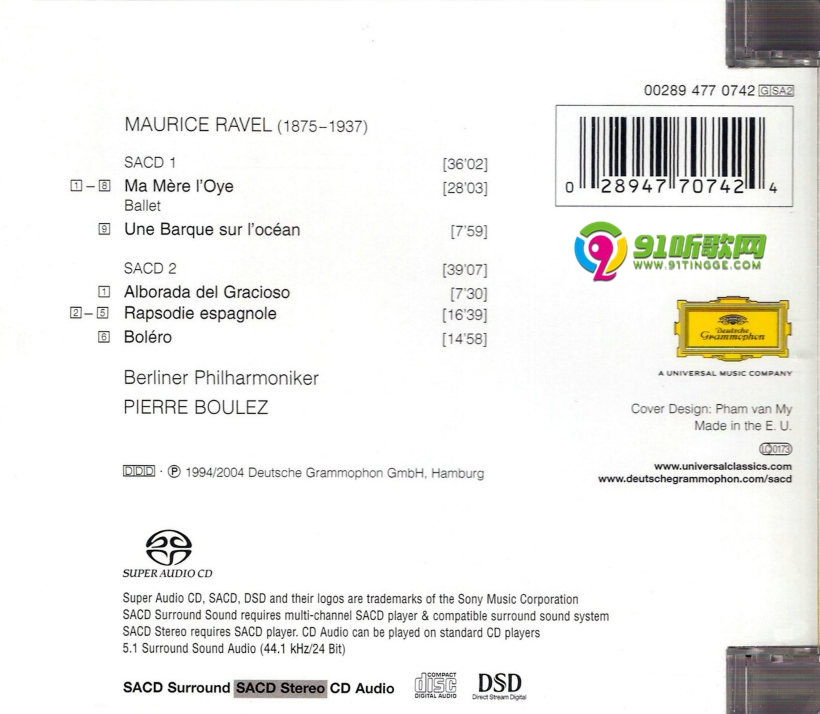 00289 477 0742 G SA2
MAURICE RAVEL (1875–1937)
SACD 1 [36'02]
1 – 8 Ma Mère l'Oye [28'03]
Ballet
9 Une Barque sur l'océan [7'59]
SACD 2 [39'07]
1 Alborada del Gracioso [7'30]
2 – 5 Rapsodie espagnole [16'39]
6 Boléro [14'58]
Berliner Philharmoniker
PIERRE BOULEZ
DDD · ℗ 1994/2004 Deutsche Grammophon GmbH, Hamburg
0 28947 70742 4
91听歌网
WWW.91TINGGE.COM
Deutsche
Grammophon
A UNIVERSAL MUSIC COMPANY
Cover Design: Pham van My
Made in the E. U.
LC 0173
www.universalclassics.com
www.deutschegrammophon.com/sacd
SUPER AUDIO CD
Super Audio CD, SACD, DSD and their logos are trademarks of the Sony Music Corporation
SACD Surround Sound requires multi-channel SACD player & compatible surround sound system
SACD Stereo requires SACD player. CD Audio can be played on standard CD players
5.1 Surround Sound Audio (44.1 kHz/24 Bit)
SACD Surround SACD Stereo CD Audio
COMPACT
disc
DIGITAL AUDIO
DSD
Direct Stream Digital